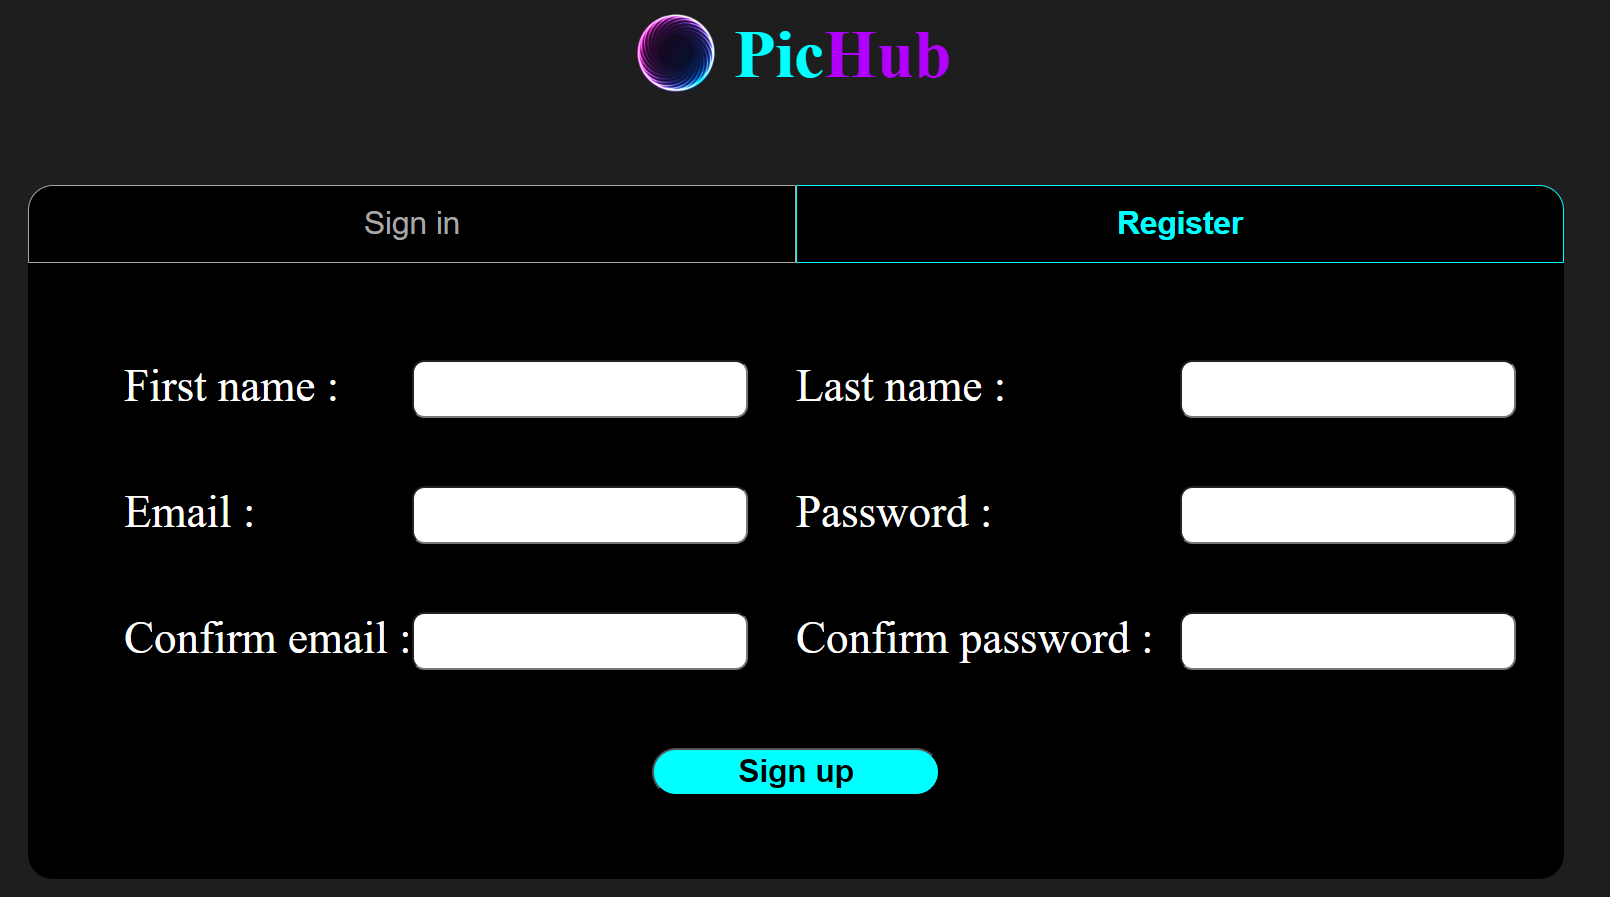 PicHub
Sign in
Register
First name :
Last name :
Email :
Password :
Confirm email :
Confirm password :
Sign up